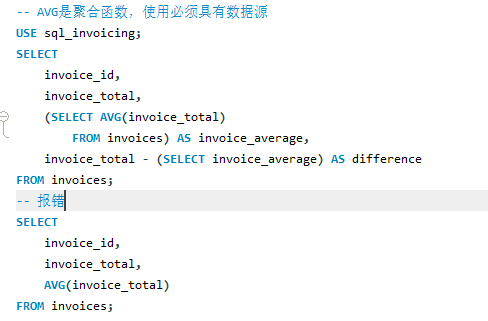 -- AVG是聚合函数，使用必须具有数据源
USE sql_invoicing;
SELECT
    invoice_id,
    invoice_total,
    (SELECT AVG(invoice_total)
        FROM invoices) AS invoice_average,
    invoice_total - (SELECT invoice_average) AS difference
FROM invoices;
-- 报错
SELECT
    invoice_id,
    invoice_total,
    AVG(invoice_total)
FROM invoices;